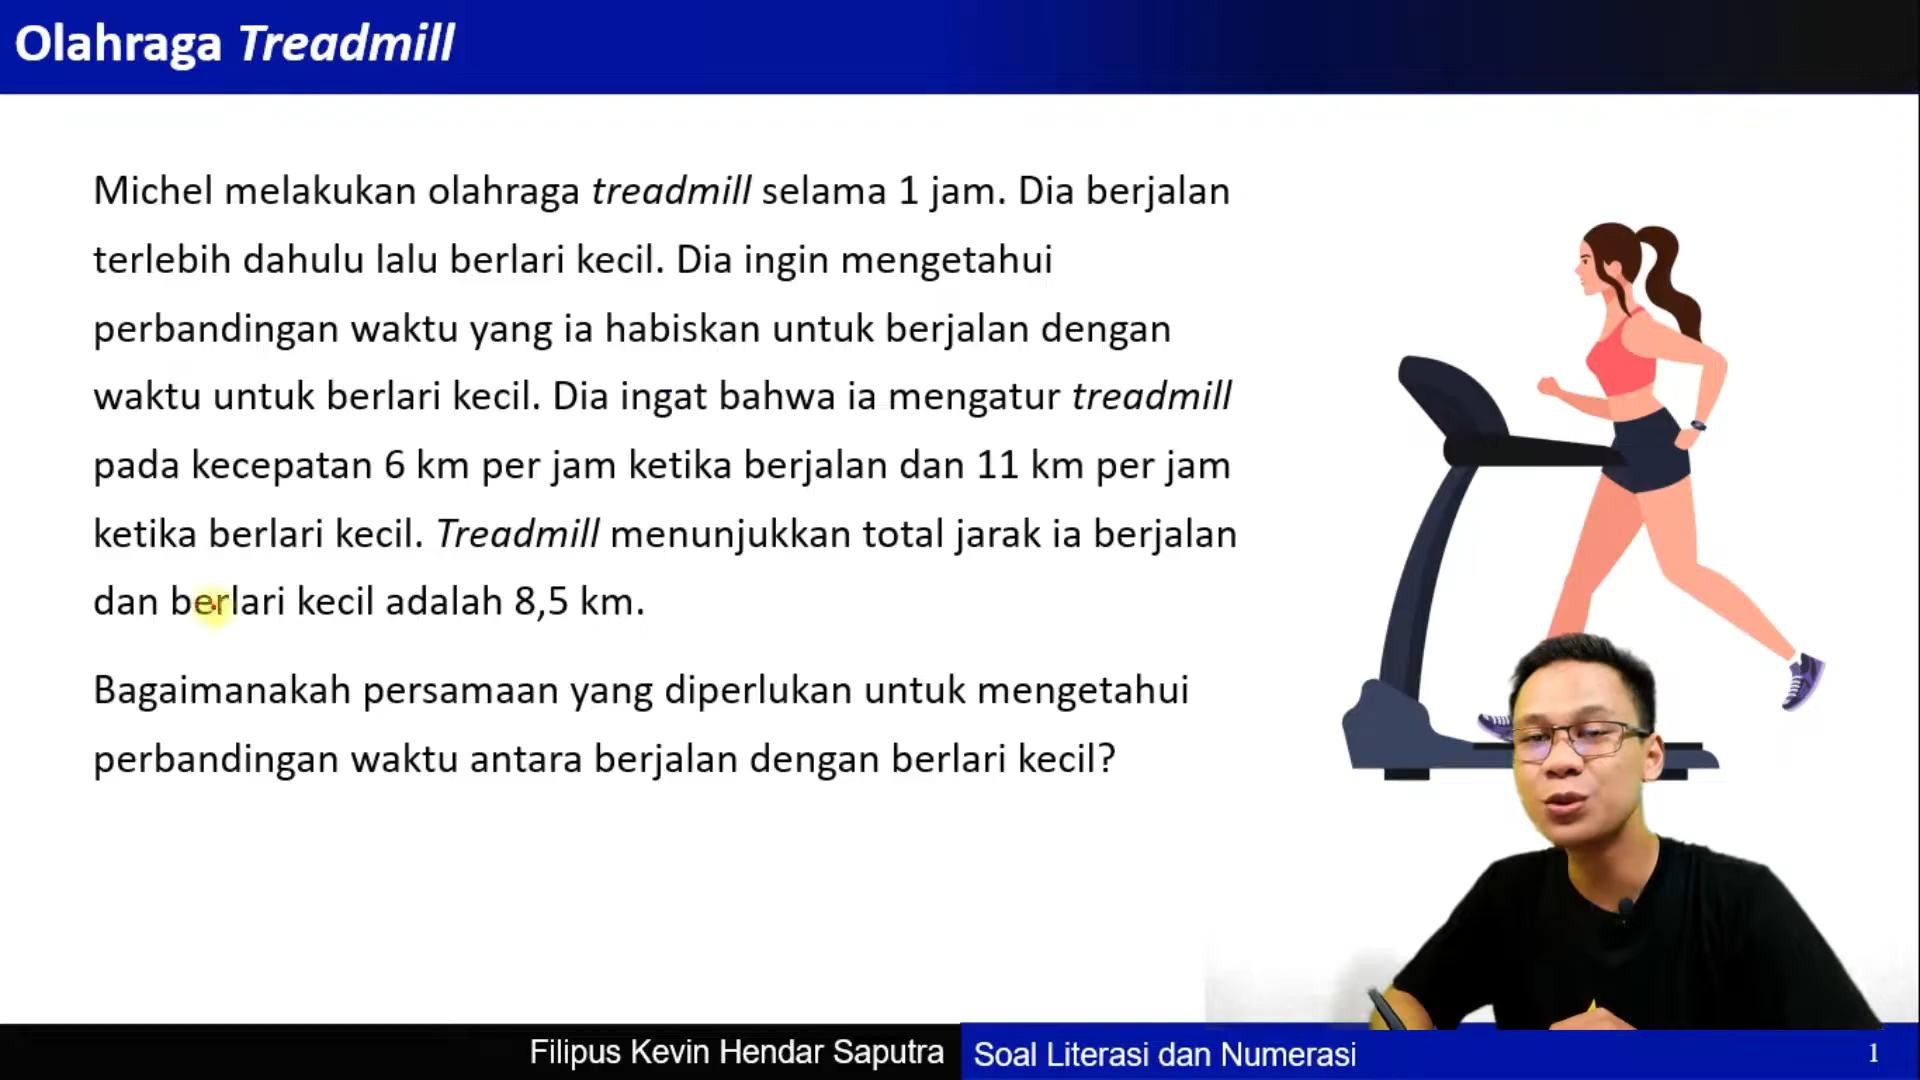 Olahraga Treadmill
Michel melakukan olahraga treadmill selama 1 jam. Dia berjalan
terlebih dahulu lalu berlari kecil. Dia ingin mengetahui
perbandingan waktu yang ia habiskan untuk berjalan dengan
waktu untuk berlari kecil. Dia ingat bahwa ia mengatur treadmill
pada kecepatan 6 km per jam ketika berjalan dan 11 km per jam
ketika berlari kecil. Treadmill menunjukkan total jarak ia berjalan
dan berlari kecil adalah 8,5 km.
Bagaimanakah persamaan yang diperlukan untuk mengetahui
perbandingan waktu antara berjalan dengan berlari kecil?
Filipus Kevin Hendar Saputra
Soal Literasi dan Numerasi
1